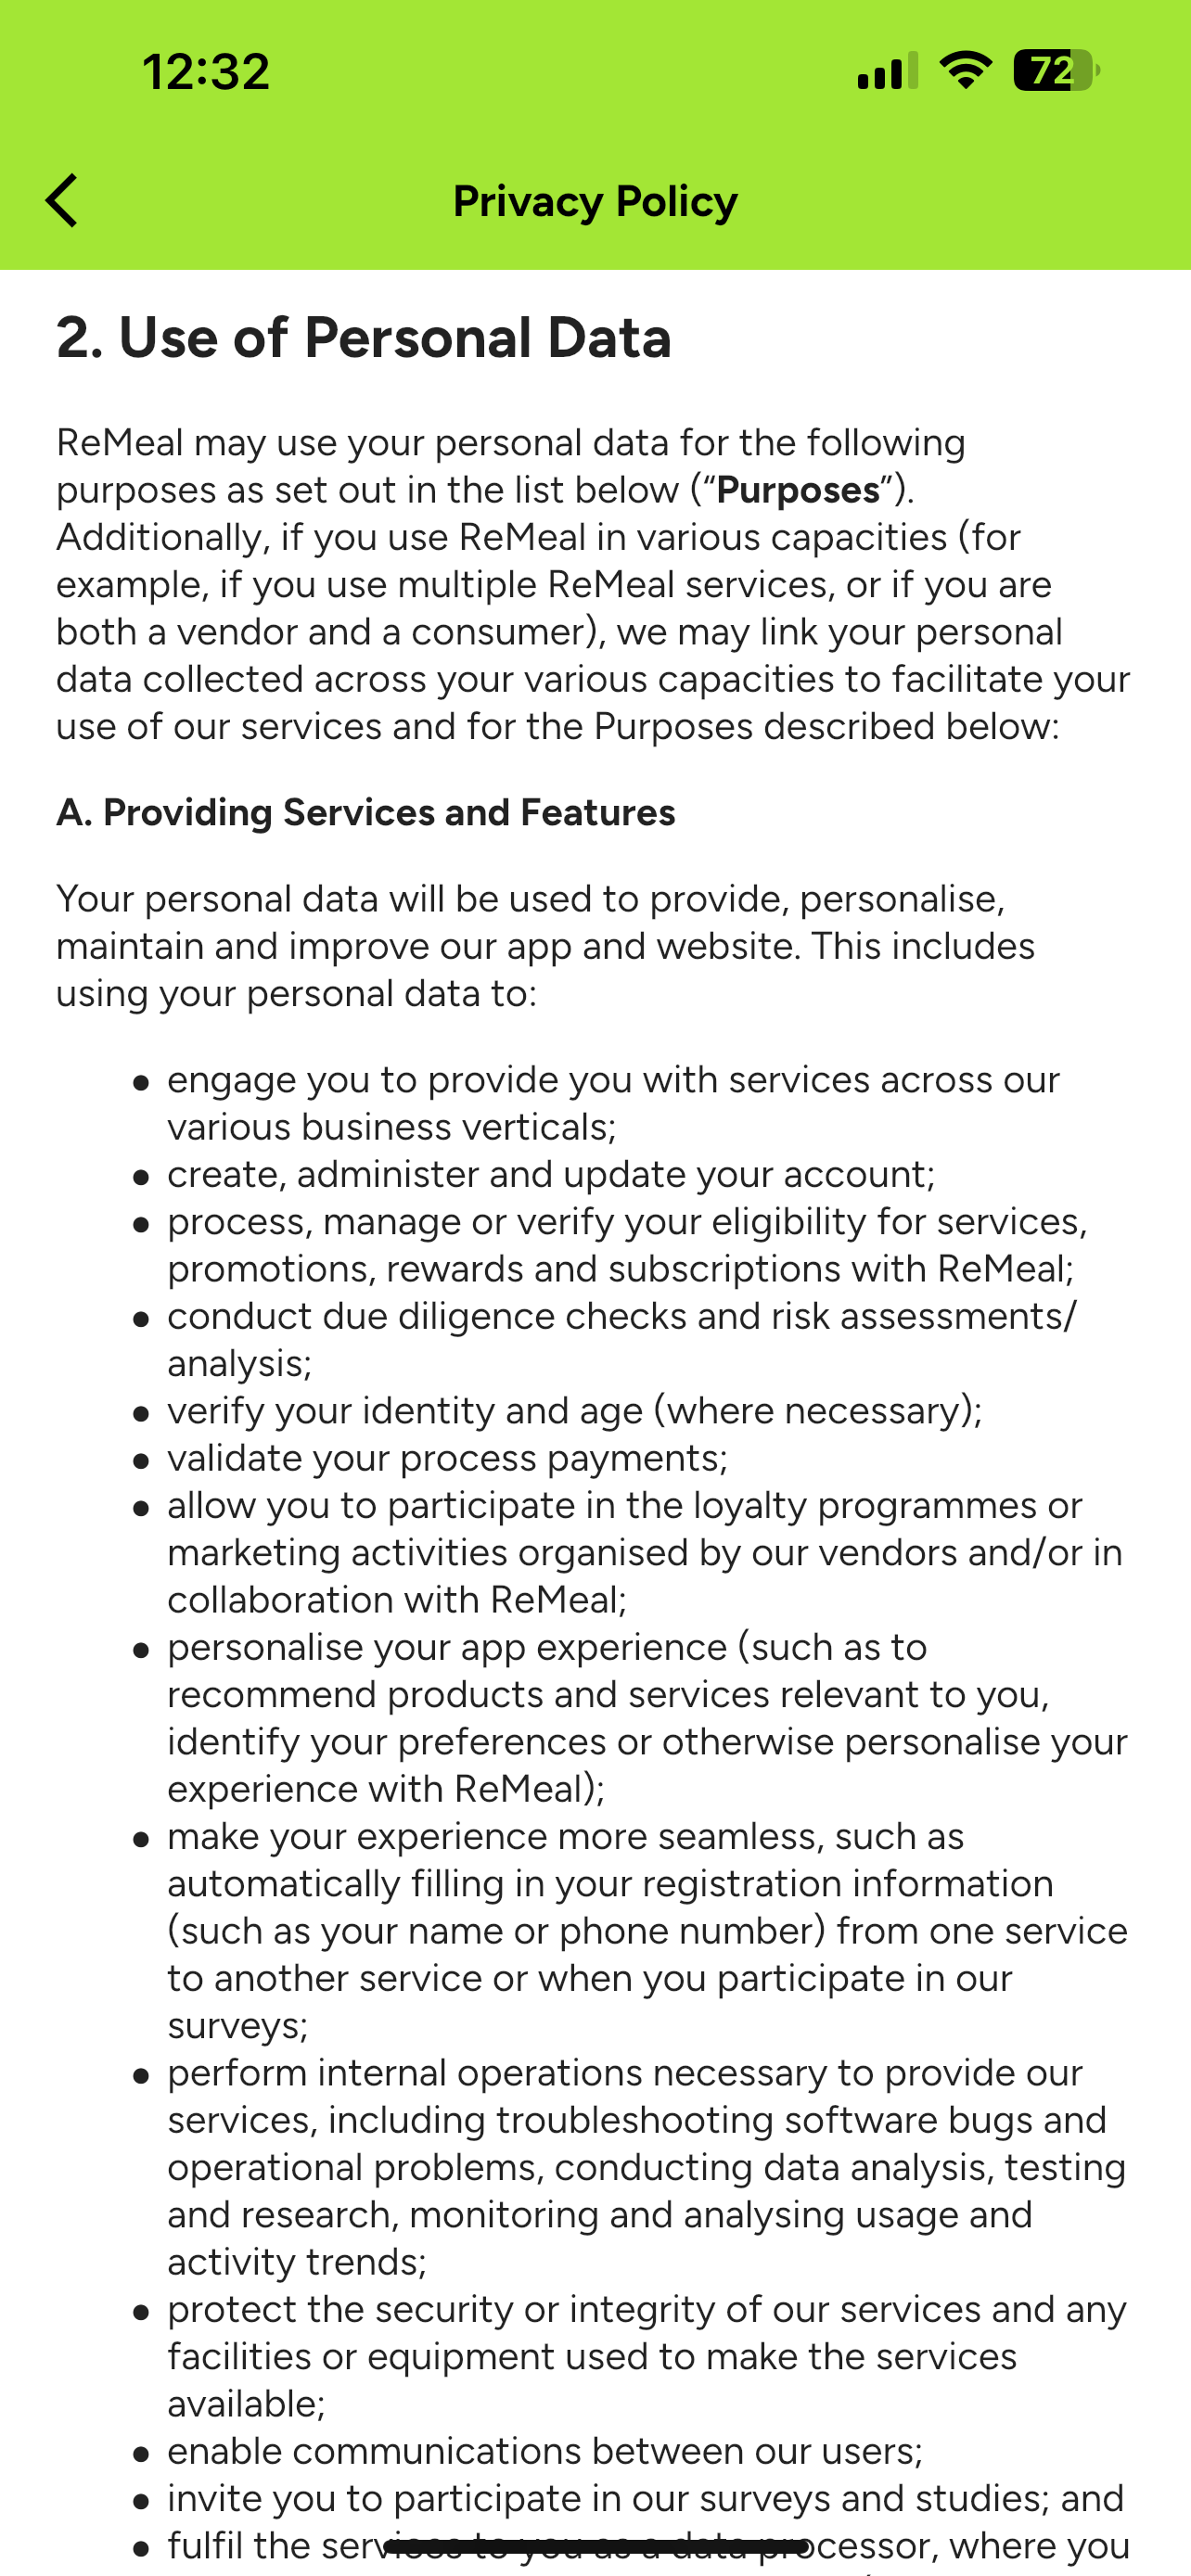 12:32
72
Privacy Policy
2. Use of Personal Data
ReMeal may use your personal data for the following
purposes as set out in the list below (“Purposes”).
Additionally, if you use ReMeal in various capacities (for
example, if you use multiple ReMeal services, or if you are
both a vendor and a consumer), we may link your personal
data collected across your various capacities to facilitate your
use of our services and for the Purposes described below:
A. Providing Services and Features
Your personal data will be used to provide, personalise,
maintain and improve our app and website. This includes
using your personal data to:
• engage you to provide you with services across our
various business verticals;
• create, administer and update your account;
• process, manage or verify your eligibility for services,
promotions, rewards and subscriptions with ReMeal;
• conduct due diligence checks and risk assessments/
analysis;
• verify your identity and age (where necessary);
• validate your process payments;
• allow you to participate in the loyalty programmes or
marketing activities organised by our vendors and/or in
collaboration with ReMeal;
• personalise your app experience (such as to
recommend products and services relevant to you,
identify your preferences or otherwise personalise your
experience with ReMeal);
• make your experience more seamless, such as
automatically filling in your registration information
(such as your name or phone number) from one service
to another service or when you participate in our
surveys;
• perform internal operations necessary to provide our
services, including troubleshooting software bugs and
operational problems, conducting data analysis, testing
and research, monitoring and analysing usage and
activity trends;
• protect the security or integrity of our services and any
facilities or equipment used to make the services
available;
• enable communications between our users;
• invite you to participate in our surveys and studies; and
• fulfil the services to you as a data processor, where you